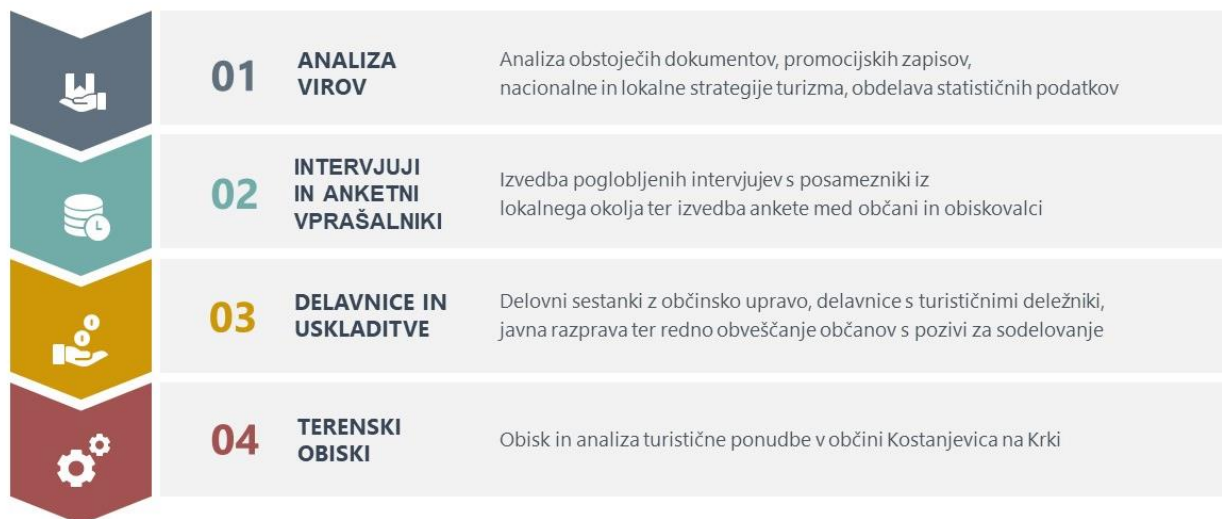 01
ANALIZA
VIROV
Analiza obstoječih dokumentov, promocijskih zapisov,
nacionalne in lokalne strategije turizma, obdelava statističnih podatkov
02
INTERVJUJI
IN ANKETNI
VPRAŠALNIKI
Izvedba poglobljenih intervjujev s posamezniki iz
lokalnega okolja ter izvedba ankete med občani in obiskovalci
03
DELAVNICE IN
USKLADITVE
Delovni sestanki z občinsko upravo, delavnice s turističnimi deležniki,
javna razprava ter redno obveščanje občanov s pozivi za sodelovanje
04
TERENSKI
OBISKI
Obisk in analiza turistične ponudbe v občini Kostanjevica na Krki